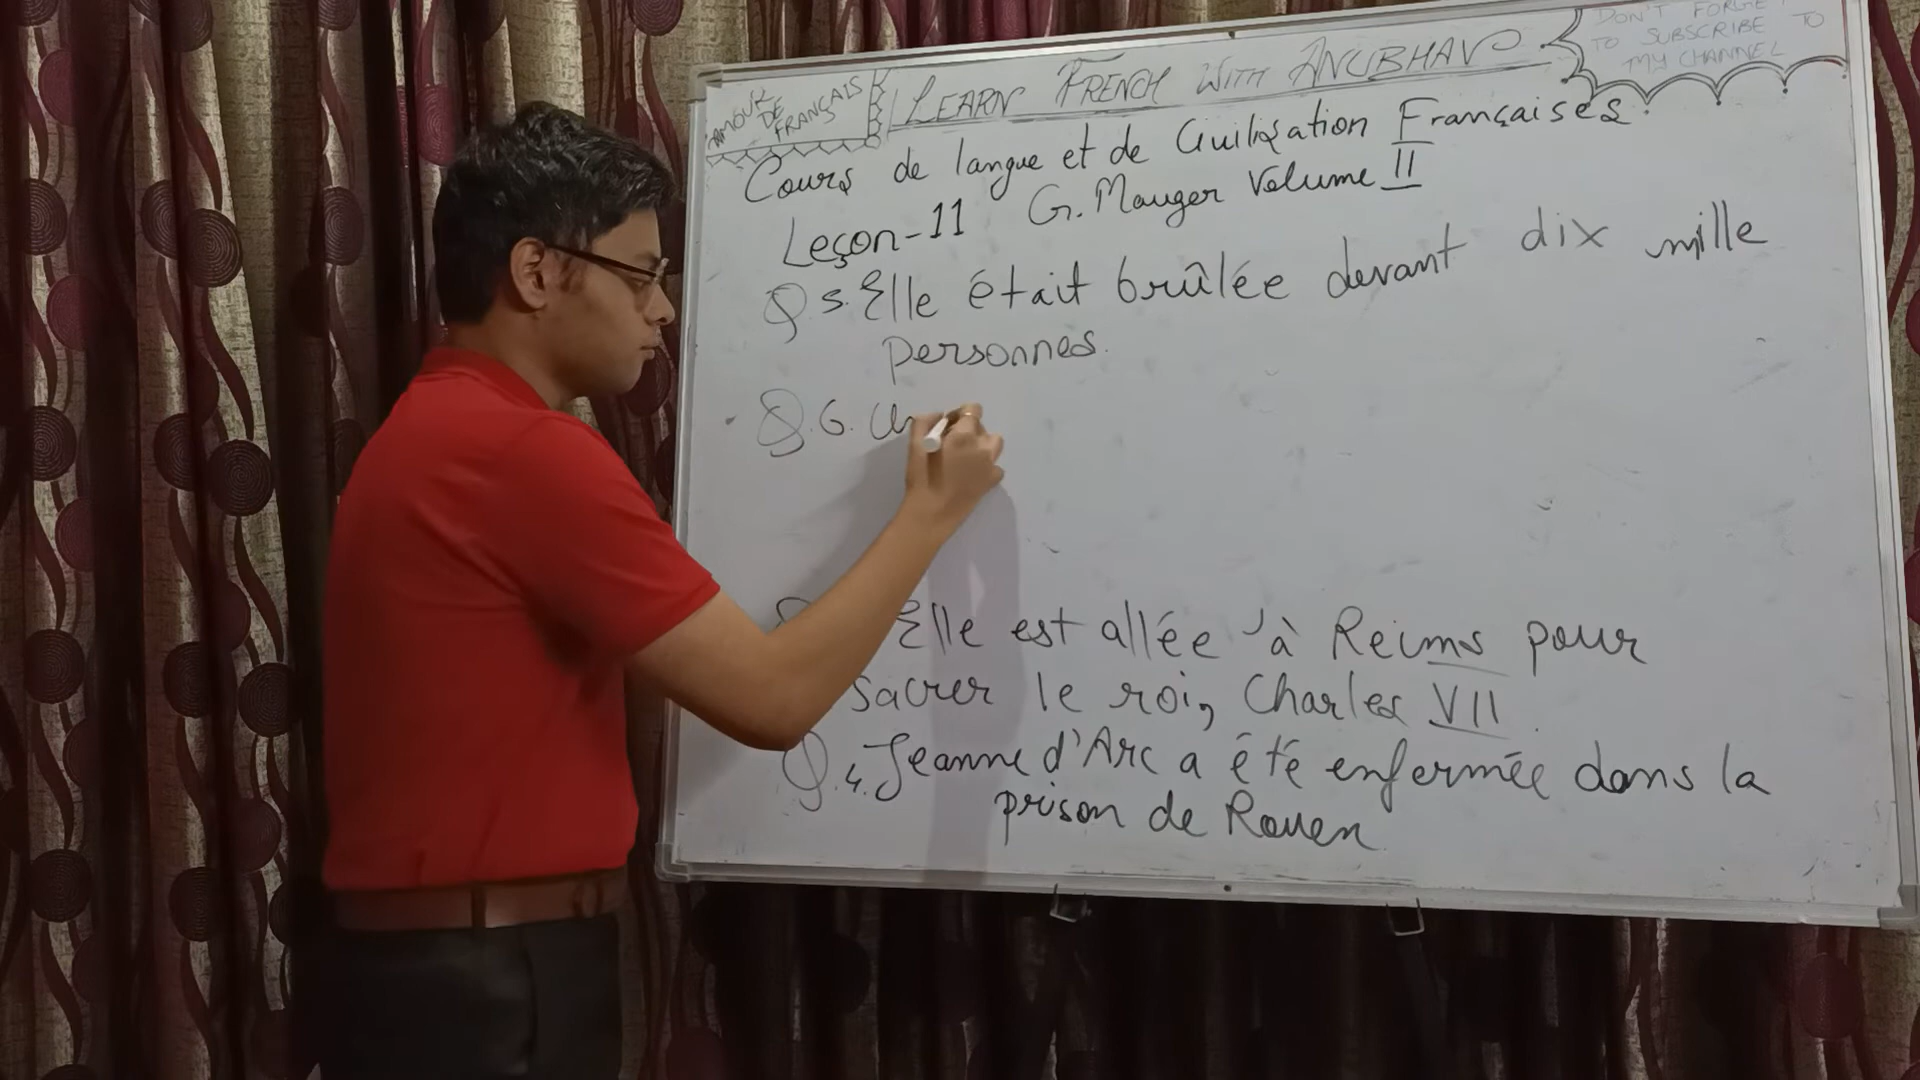 AMOUR DE FRANÇAIS
LEARN FRENCH WITH ANUBHAV
DON'T FORGET
TO SUBSCRIBE TO
MY CHANNEL
Cours de langue et de Civilisation Françaises
Leçon-11 G. Mauger Volume II
Q 5. Elle était brûlée devant dix mille
personnes.
Q.6. Un
Elle est allée à Reims pour
sacrer le roi, Charles VII.
Q.4. Jeanne d'Arc a été enfermée dans la
prison de Rouen